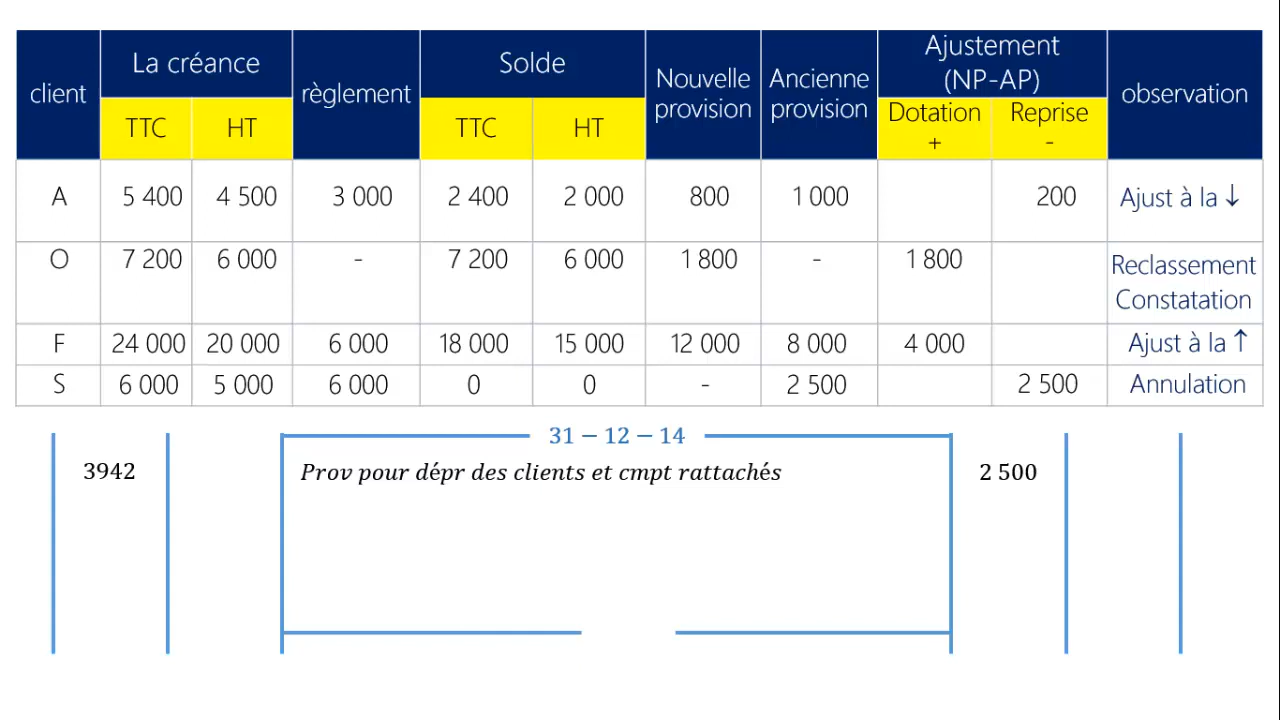 client La créance règlement Solde Nouvelle provision Ancienne provision Ajustement (NP-AP) observation
TTC HT TTC HT Dotation + Reprise -
A 5 400 4 500 3 000 2 400 2 000 800 1 000 200 Ajust à la ↓
O 7 200 6 000 - 7 200 6 000 1 800 - 1 800 Reclassement Constatation
F 24 000 20 000 6 000 18 000 15 000 12 000 8 000 4 000 Ajust à la ↑
S 6 000 5 000 6 000 0 0 - 2 500 2 500 Annulation
31 − 12 − 14
3942 Prov pour dépr des clients et cmpt rattachés 2 500